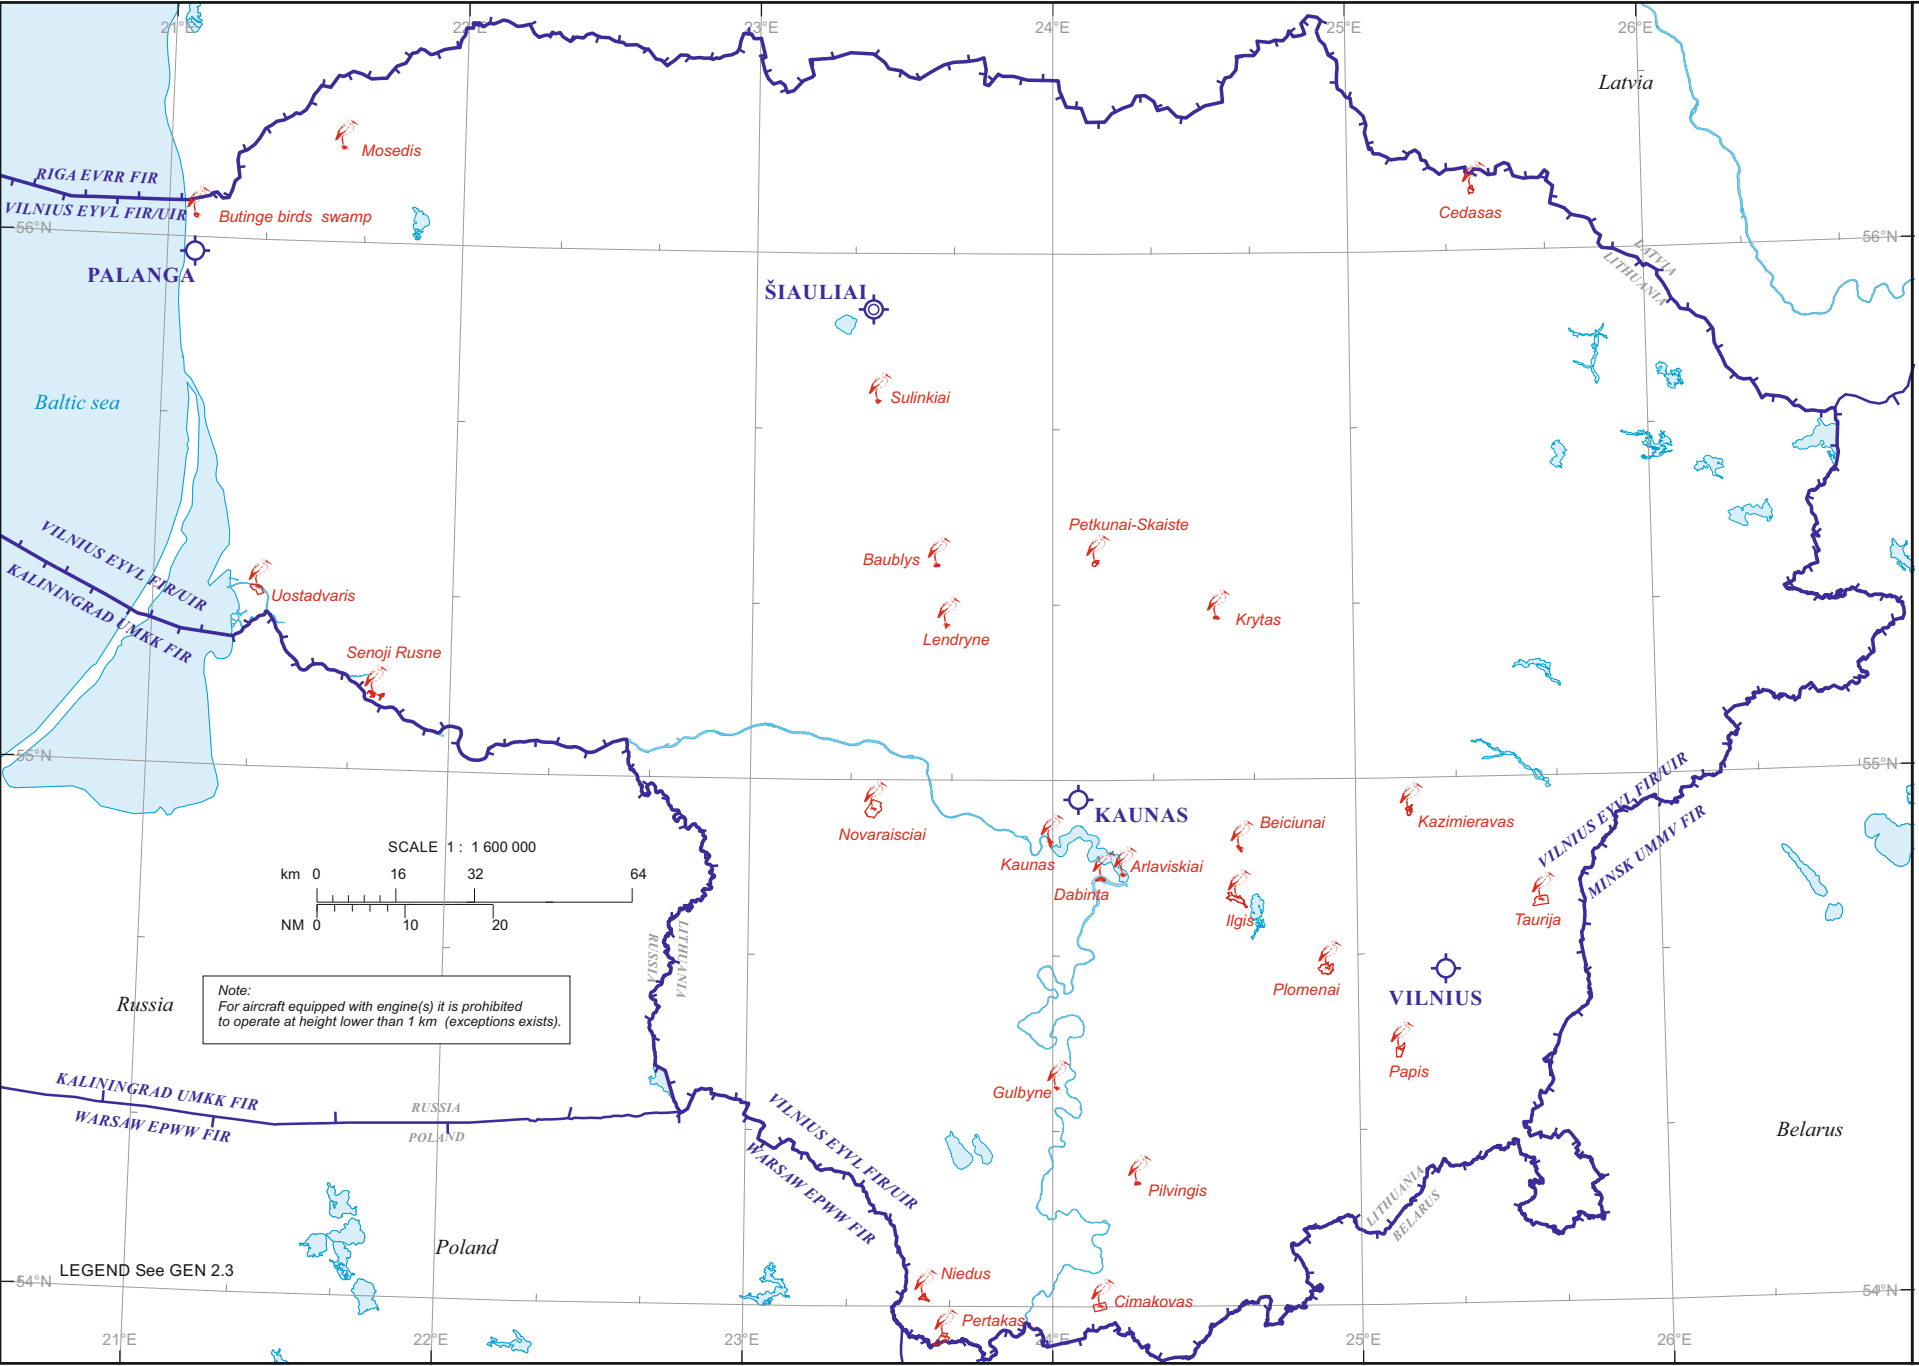 21°E
22°E
23°E
24°E
25°E
26°E
Latvia
Mosedis
RIGA EVRR FIR
VILNIUS EYVL FIR/UIR
Butinge birds  swamp
Cedasas
56°N
56°N
PALANGA
LATVIA
LITHUANIA
ŠIAULIAI
Baltic sea
Sulinkiai
VILNIUS EYVL FIR/UIR
KALININGRAD UMKK FIR
Petkunai-Skaiste
Baublys
Uostadvaris
Krytas
Lendryne
Senoji Rusne
55°N
55°N
VILNIUS EYVL FIR/UIR
MINSK UMMV FIR
KAUNAS
Novaraisciai
Beiciunai
Kazimieravas
Kaunas
Arlaviskiai
Dabinta
Ilgis
Taurija
SCALE  1 :  1 600 000
km 0 16 32 64
NM 0 10 20
RUSSIA
LITHUANIA
Plomenai
VILNIUS
Russia
Note:
For aircraft equipped with engine(s) it is prohibited
to operate at height lower than 1 km  (exceptions exists).
Papis
Gulbyne
KALININGRAD UMKK FIR
WARSAW EPWW FIR
RUSSIA
POLAND
VILNIUS EYVL FIR/UIR
WARSAW EPWW FIR
Belarus
Pilvingis
LITHUANIA
BELARUS
Poland
LEGEND See GEN 2.3
54°N
54°N
Niedus
Cimakovas
Pertakas
21°E
22°E
23°E
24°E
25°E
26°E